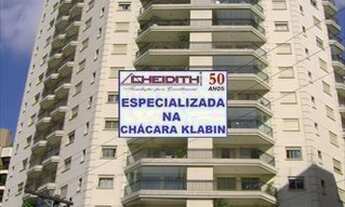 CHEIDITH
50
ANOS
ESPECIALIZADA
NA
CHÁCARA KLABIN